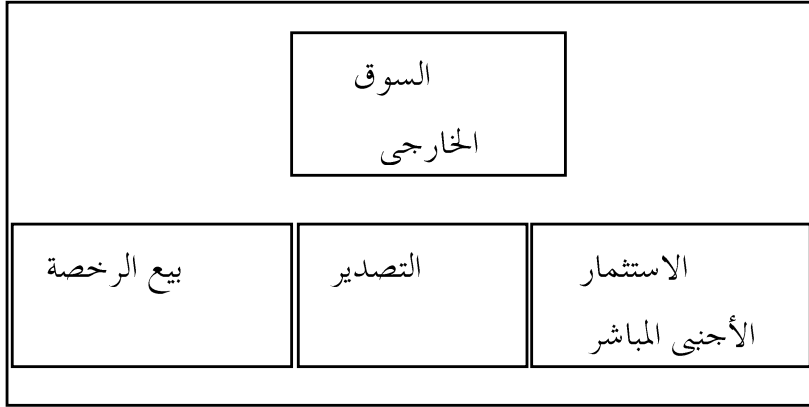 السوق
الخارجى
الاستثمار
الأجنبى المباشر
التصدير
بيع الرخصة